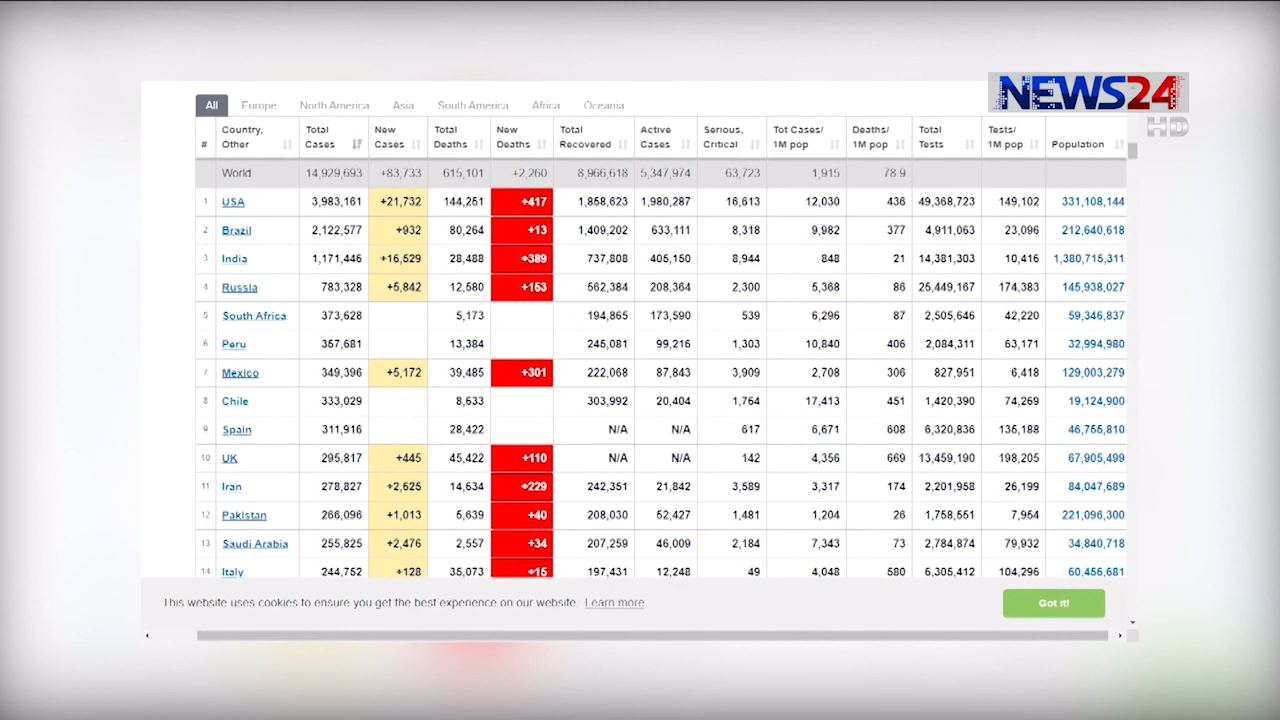 NEWS24
HD
All Europe North America Asia South America Africa Oceania
# Country, Other Total Cases New Cases Total Deaths New Deaths Total Recovered Active Cases Serious, Critical Tot Cases/ 1M pop Deaths/ 1M pop Total Tests Tests/ 1M pop Population
World 14,929,693 +83,733 615,101 +2,260 8,966,618 5,347,974 63,723 1,915 78.9
1 USA 3,983,161 +21,732 144,251 +417 1,858,623 1,980,287 16,613 12,030 436 49,368,723 149,102 331,108,144
2 Brazil 2,122,577 +932 80,264 +13 1,409,202 633,111 8,318 9,982 377 4,911,063 23,096 212,640,618
3 India 1,171,446 +16,529 28,488 +389 737,808 405,150 8,944 848 21 14,381,303 10,416 1,380,715,311
4 Russia 783,328 +5,842 12,580 +153 562,384 208,364 2,300 5,368 86 25,449,167 174,383 145,938,027
5 South Africa 373,628 5,173 194,865 173,590 539 6,296 87 2,505,646 42,220 59,346,837
6 Peru 357,681 13,384 245,081 99,216 1,303 10,840 406 2,084,311 63,171 32,994,980
7 Mexico 349,396 +5,172 39,485 +301 222,068 87,843 3,909 2,708 306 827,951 6,418 129,003,279
8 Chile 333,029 8,633 303,992 20,404 1,764 17,413 451 1,420,390 74,269 19,124,900
9 Spain 311,916 28,422 N/A N/A 617 6,671 608 6,320,836 135,188 46,755,810
10 UK 295,817 +445 45,422 +110 N/A N/A 142 4,356 669 13,459,190 198,205 67,905,499
11 Iran 278,827 +2,625 14,634 +229 242,351 21,842 3,589 3,317 174 2,201,958 26,199 84,047,689
12 Pakistan 266,096 +1,013 5,639 +40 208,030 52,427 1,481 1,204 26 1,758,551 7,954 221,096,300
13 Saudi Arabia 255,825 +2,476 2,557 +34 207,259 46,009 2,184 7,343 73 2,784,874 79,932 34,840,718
14 Italy 244,752 +128 35,073 +15 197,431 12,248 49 4,048 580 6,305,412 104,296 60,456,681
This website uses cookies to ensure you get the best experience on our website. Learn more
Got it!